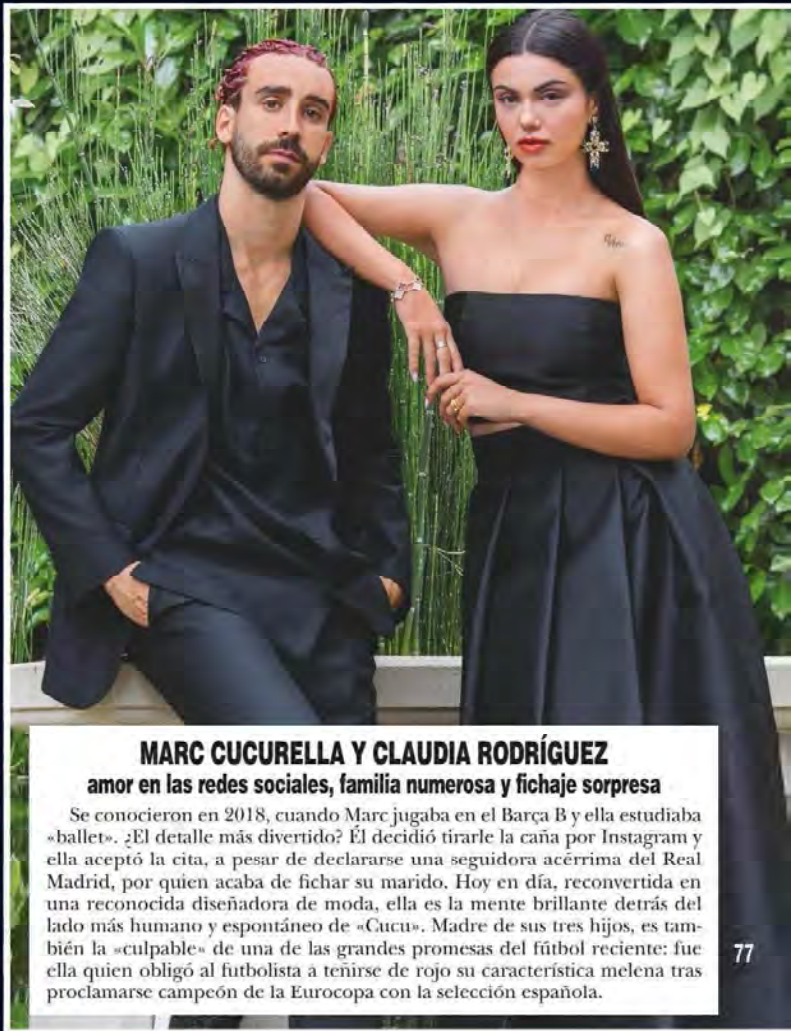 MARC CUCURELLA Y CLAUDIA RODRÍGUEZ
amor en las redes sociales, familia numerosa y fichaje sorpresa
Se conocieron en 2018, cuando Marc jugaba en el Barça B y ella estudiaba
«ballet». ¿El detalle más divertido? Él decidió tirarle la caña por Instagram y
ella aceptó la cita, a pesar de declararse una seguidora acérrima del Real
Madrid, por quien acaba de fichar su marido. Hoy en día, reconvertida en
una reconocida diseñadora de moda, ella es la mente brillante detrás del
lado más humano y espontáneo de «Cucu». Madre de sus tres hijos, es tam-
bién la «culpable» de una de las grandes promesas del fútbol reciente: fue
ella quien obligó al futbolista a teñirse de rojo su característica melena tras
proclamarse campeón de la Eurocopa con la selección española.
77